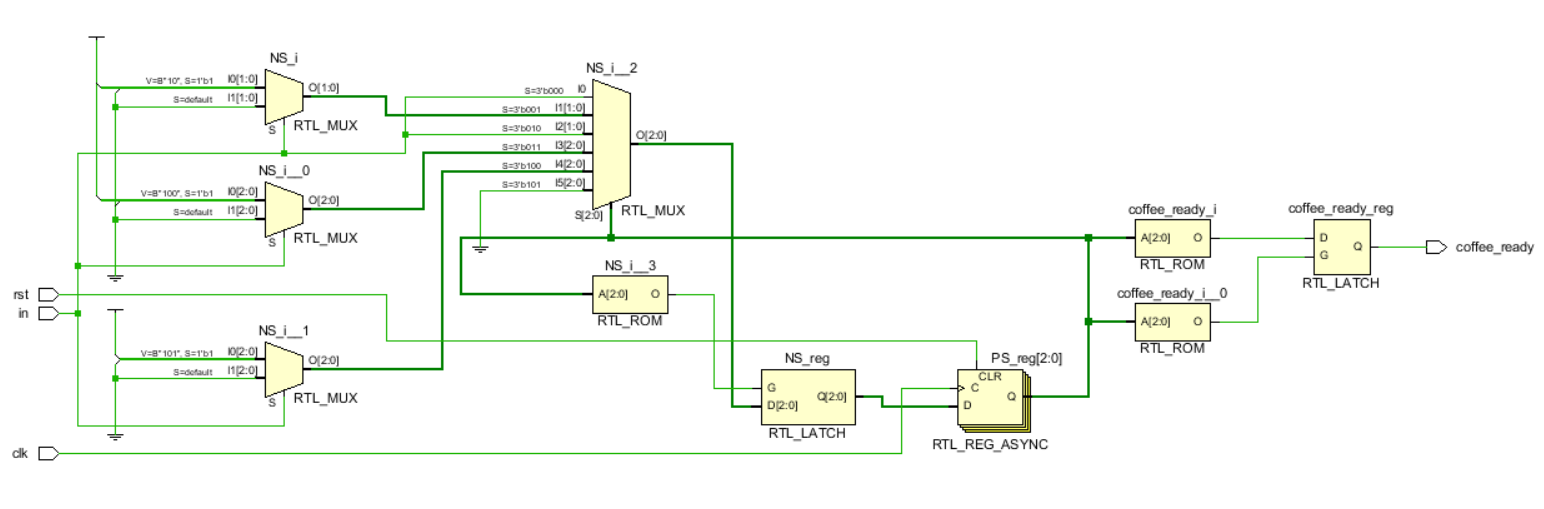 NS_i
V=B"10", S=1'b1 I0[1:0]
S=default I1[1:0]
O[1:0]
S
RTL_MUX
NS_i__0
V=B"100", S=1'b1 I0[2:0]
S=default I1[2:0]
O[2:0]
S
RTL_MUX
NS_i__1
V=B"101", S=1'b1 I0[2:0]
S=default I1[2:0]
O[2:0]
S
RTL_MUX
rst
in
clk
NS_i__2
S=3'b000 I0
S=3'b001 I1[1:0]
S=3'b010 I2[1:0]
S=3'b011 I3[2:0]
S=3'b100 I4[2:0]
S=3'b101 I5[2:0]
O[2:0]
S[2:0]
RTL_MUX
NS_i__3
A[2:0] O
RTL_ROM
NS_reg
G
D[2:0]
Q[2:0]
RTL_LATCH
PS_reg[2:0]
CLR
C
D
Q
RTL_REG_ASYNC
coffee_ready_i
A[2:0] O
RTL_ROM
coffee_ready_i__0
A[2:0] O
RTL_ROM
coffee_ready_reg
D
G
Q
RTL_LATCH
coffee_ready